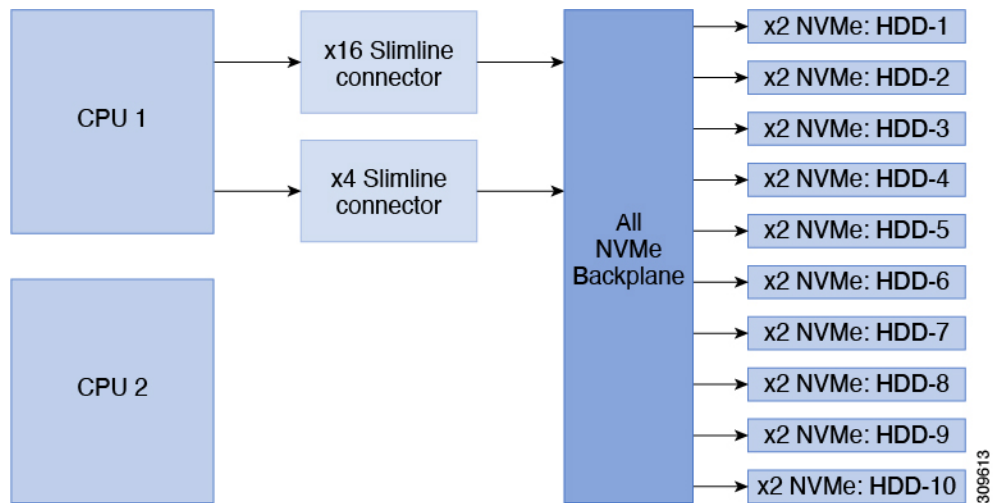 CPU 1
x16 Slimline
connector
x4 Slimline
connector
CPU 2
All
NVMe
Backplane
x2 NVMe: HDD-1
x2 NVMe: HDD-2
x2 NVMe: HDD-3
x2 NVMe: HDD-4
x2 NVMe: HDD-5
x2 NVMe: HDD-6
x2 NVMe: HDD-7
x2 NVMe: HDD-8
x2 NVMe: HDD-9
x2 NVMe: HDD-10
309613